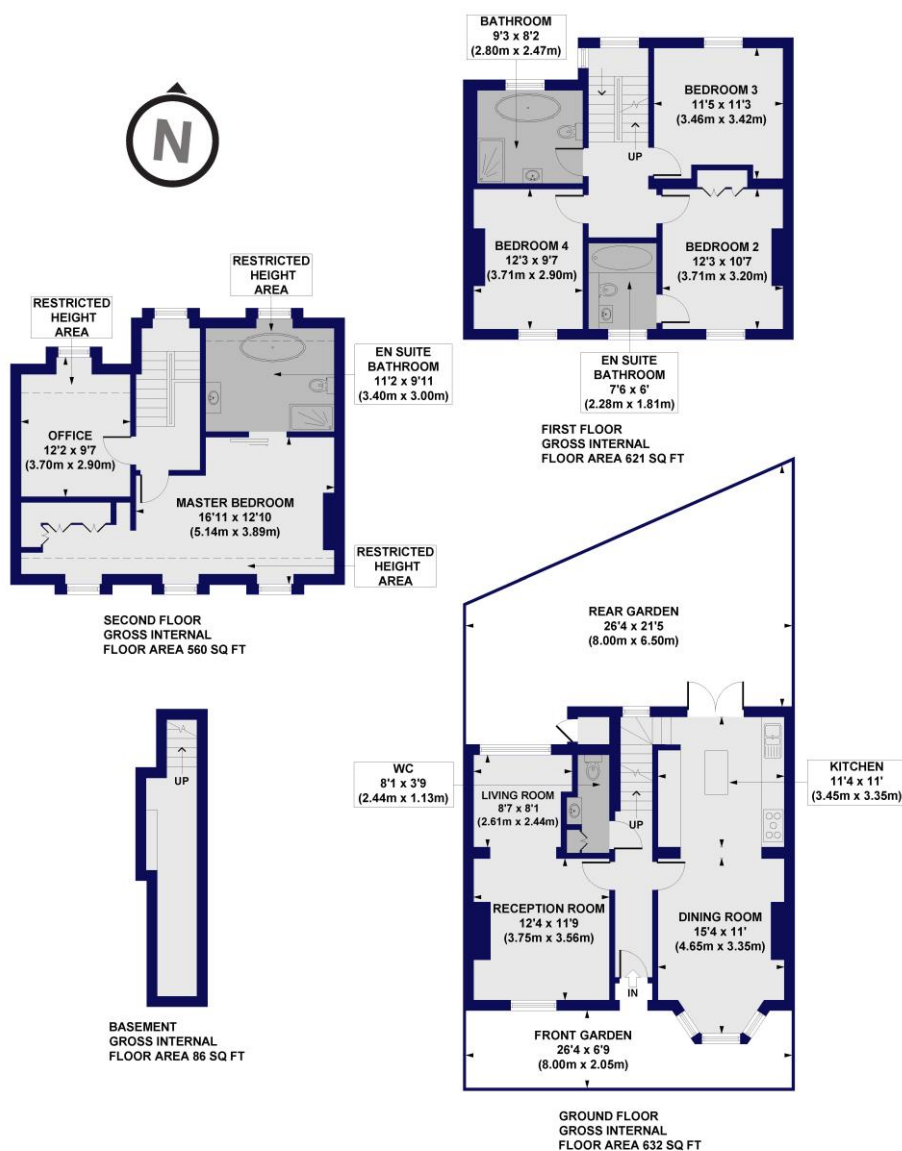 BATHROOM
9'3 x 8'2
(2.80m x 2.47m)
BEDROOM 3
11'5 x 11'3
(3.46m x 3.42m)
UP
N
BEDROOM 4
12'3 x 9'7
(3.71m x 2.90m)
BEDROOM 2
12'3 x 10'7
(3.71m x 3.20m)
EN SUITE
BATHROOM
7'6 x 6'
(2.28m x 1.81m)
FIRST FLOOR
GROSS INTERNAL
FLOOR AREA 621 SQ FT
RESTRICTED
HEIGHT
AREA
RESTRICTED
HEIGHT
AREA
EN SUITE
BATHROOM
11'2 x 9'11
(3.40m x 3.00m)
OFFICE
12'2 x 9'7
(3.70m x 2.90m)
MASTER BEDROOM
16'11 x 12'10
(5.14m x 3.89m)
RESTRICTED
HEIGHT
AREA
SECOND FLOOR
GROSS INTERNAL
FLOOR AREA 560 SQ FT
REAR GARDEN
26'4 x 21'5
(8.00m x 6.50m)
WC
8'1 x 3'9
(2.44m x 1.13m)
LIVING ROOM
8'7 x 8'1
(2.61m x 2.44m)
UP
KITCHEN
11'4 x 11'
(3.45m x 3.35m)
RECEPTION ROOM
12'4 x 11'9
(3.75m x 3.56m)
DINING ROOM
15'4 x 11'
(4.65m x 3.35m)
IN
FRONT GARDEN
26'4 x 6'9
(8.00m x 2.05m)
GROUND FLOOR
GROSS INTERNAL
FLOOR AREA 632 SQ FT
UP
BASEMENT
GROSS INTERNAL
FLOOR AREA 86 SQ FT